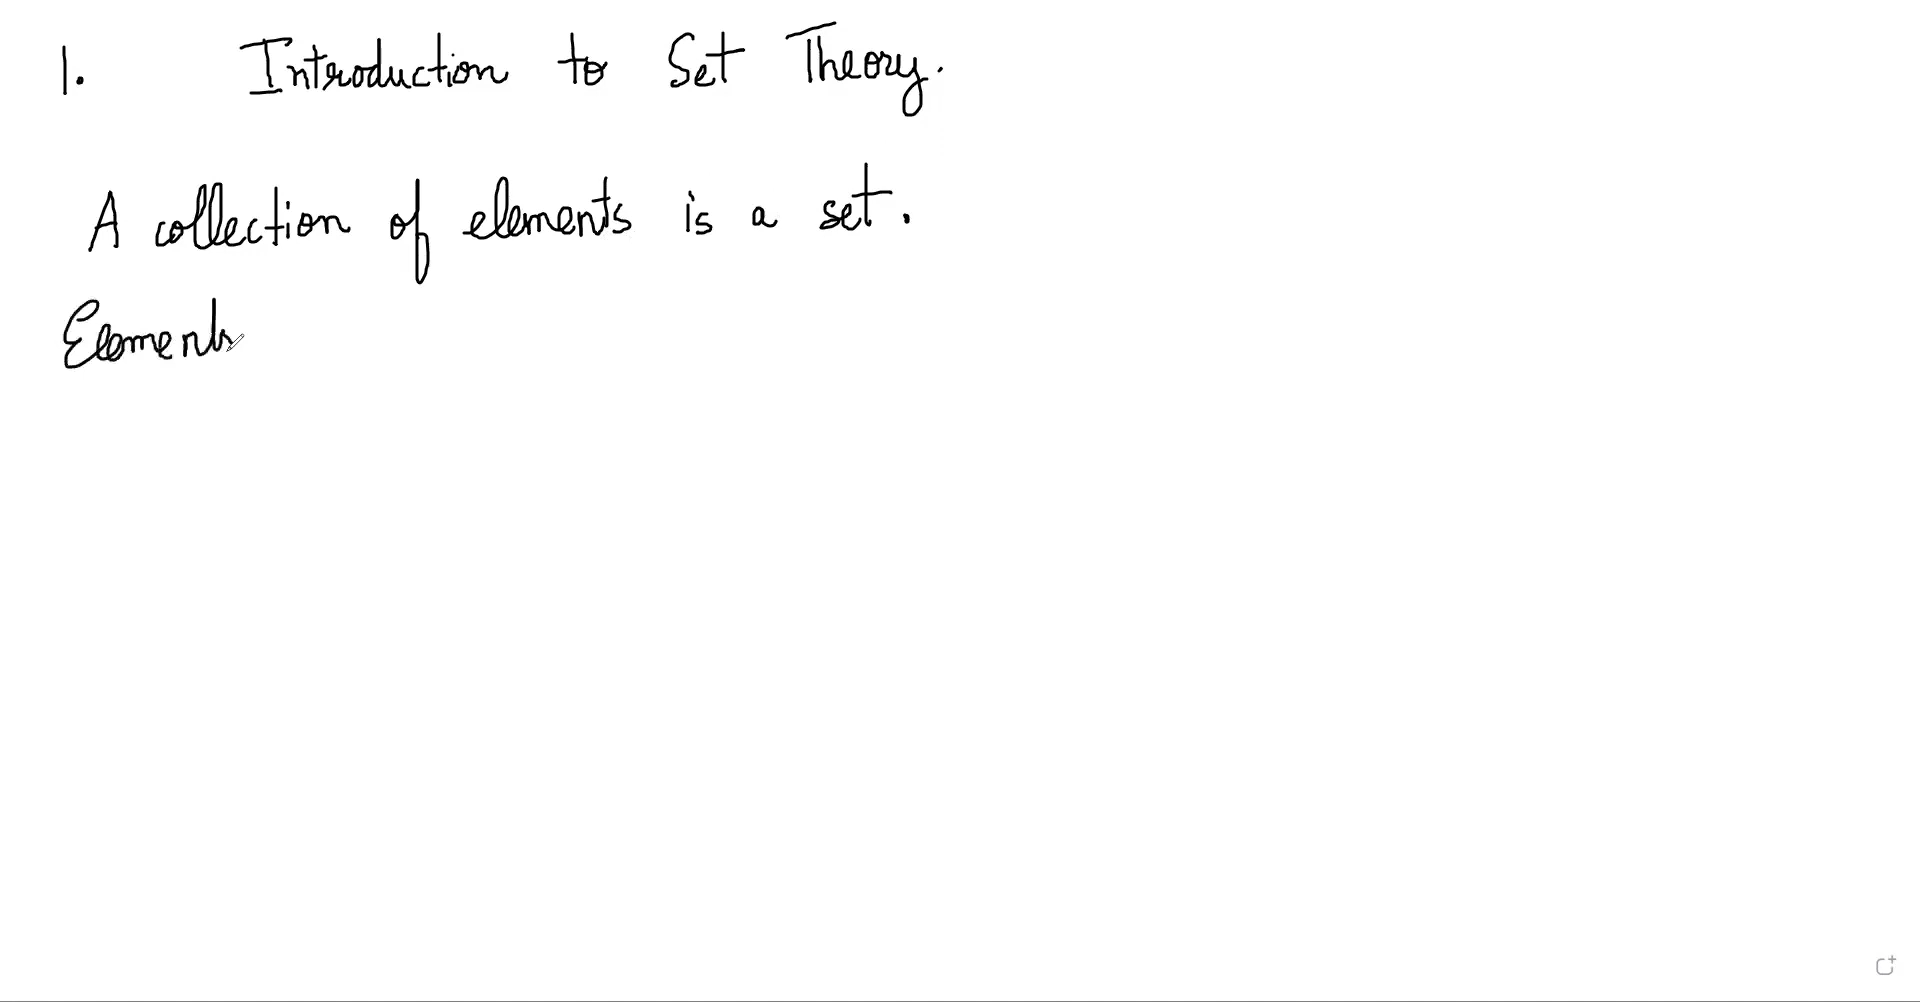 1. Introduction to Set Theory.
A collection of elements is a set.
Elements